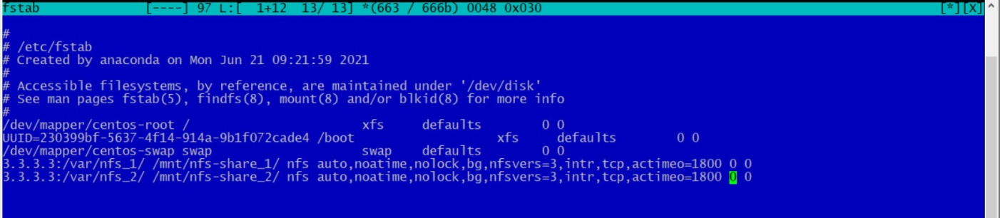 fstab [----] 97 L:[ 1+12 13/ 13] *(663 / 666b) 0048 0x030 [*][X]
#
# /etc/fstab
# Created by anaconda on Mon Jun 21 09:21:59 2021
#
# Accessible filesystems, by reference, are maintained under '/dev/disk'
# See man pages fstab(5), findfs(8), mount(8) and/or blkid(8) for more info
#
/dev/mapper/centos-root / xfs defaults 0 0
UUID=230399bf-5637-4f14-914a-9b1f072cade4 /boot xfs defaults 0 0
/dev/mapper/centos-swap swap swap defaults 0 0
3.3.3.3:/var/nfs_1/ /mnt/nfs-share_1/ nfs auto,noatime,nolock,bg,nfsvers=3,intr,tcp,actimeo=1800 0 0
3.3.3.3:/var/nfs_2/ /mnt/nfs-share_2/ nfs auto,noatime,nolock,bg,nfsvers=3,intr,tcp,actimeo=1800 0 0